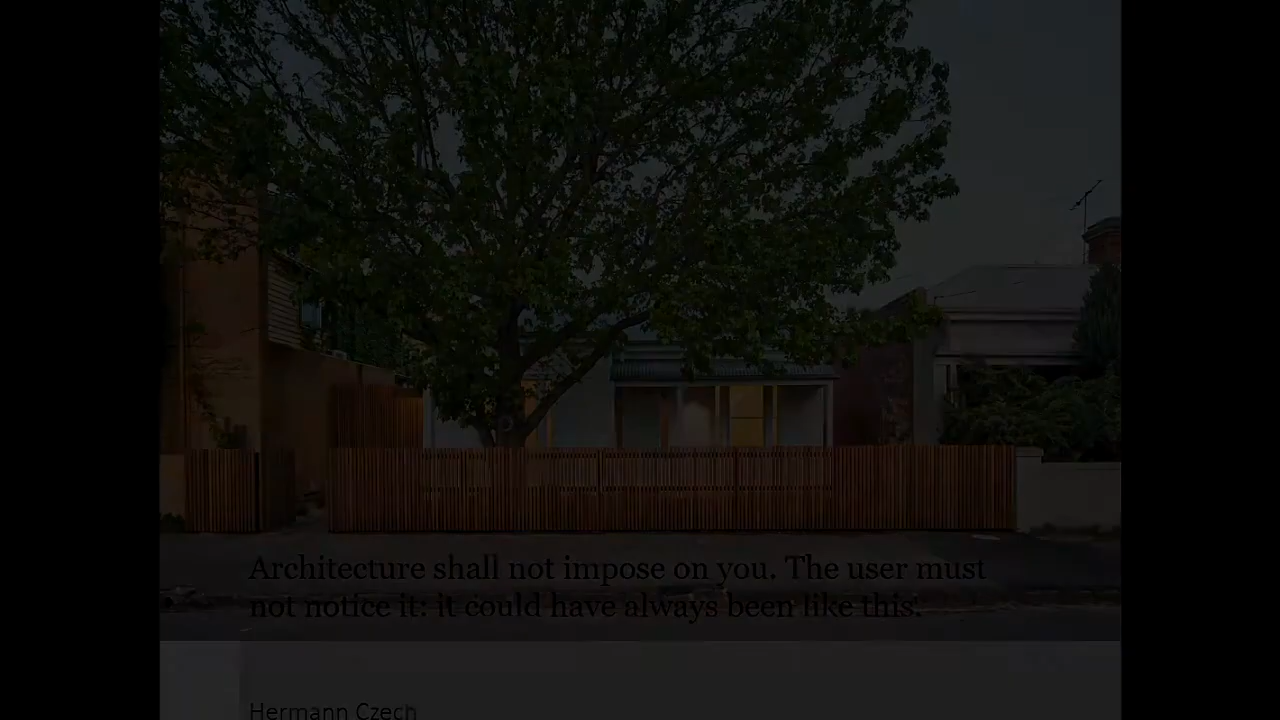 Architecture shall not impose on you. The user must
not notice it: it could have always been like this.
Hermann Czech